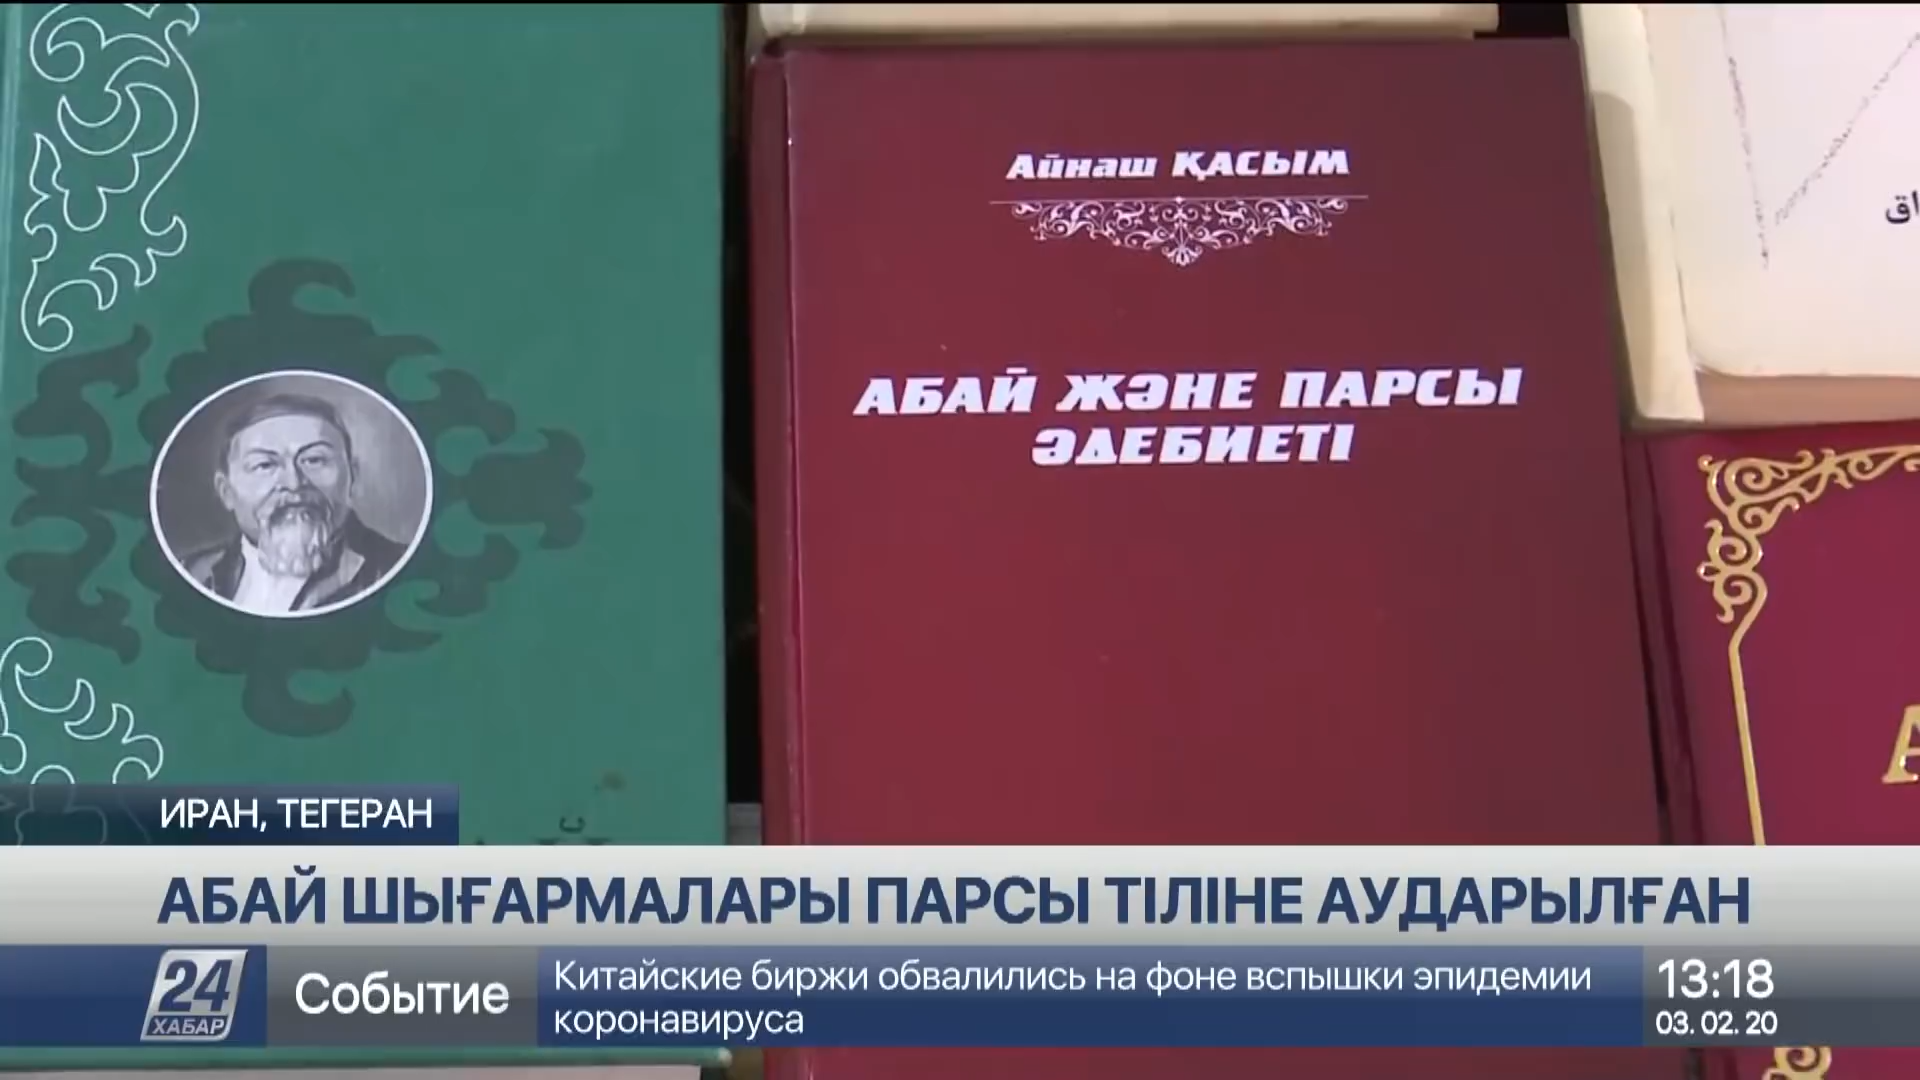 Айнаш ҚАСЫМ
АБАЙ ЖӘНЕ ПАРСЫ
ӘДЕБИЕТІ
ИРАН, ТЕГЕРАН
АБАЙ ШЫҒАРМАЛАРЫ ПАРСЫ ТІЛІНЕ АУДАРЫЛҒАН
24
ХАБАР
Событие
Китайские биржи обвалились на фоне вспышки эпидемии
коронавируса
13:18
03. 02. 20